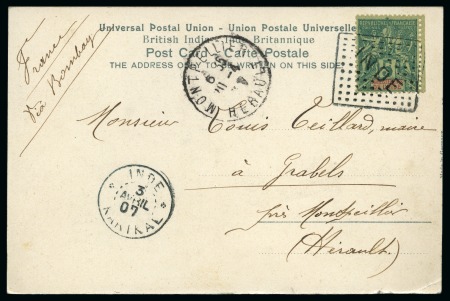 Universal Postal Union - Union Postale Universelle
British India Britannique
Post Card - Carte Postale
THE ADDRESS ONLY TO BE WRITTEN ON THIS SIDE
France
Via Bombay
MONTPELLIER
HERAULT
INDE
Monsieur Louis Teillard, maire
à Grabels
près Montpellier
(Hérault)
INDE
3
AVRIL
07
KARIKAL